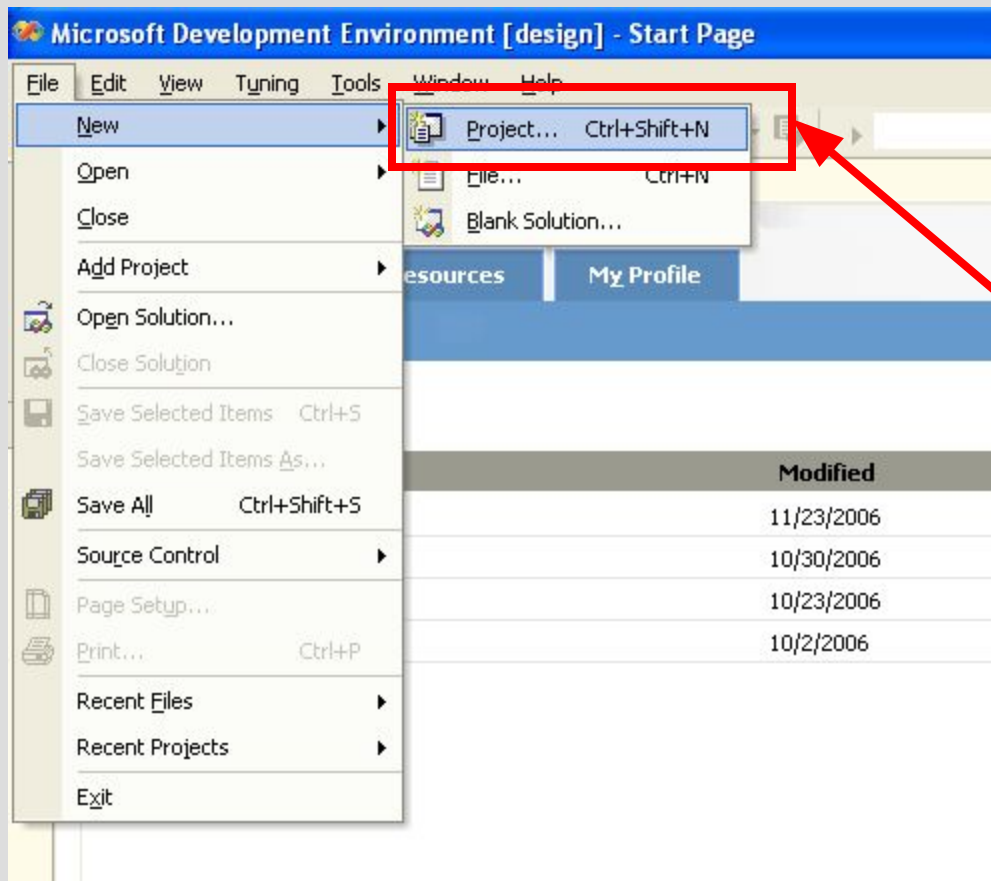 Microsoft Development Environment [design] - Start Page
File Edit View Tuning Tools Window Help
New
Project... Ctrl+Shift+N
Open
File... Ctrl+N
Close
Blank Solution...
Add Project
esources My Profile
Open Solution...
Close Solution
Save Selected Items Ctrl+S
Save Selected Items As...
Modified
Save All Ctrl+Shift+S
11/23/2006
Source Control
10/30/2006
Page Setup...
10/23/2006
Print... Ctrl+P
10/2/2006
Recent Files
Recent Projects
Exit